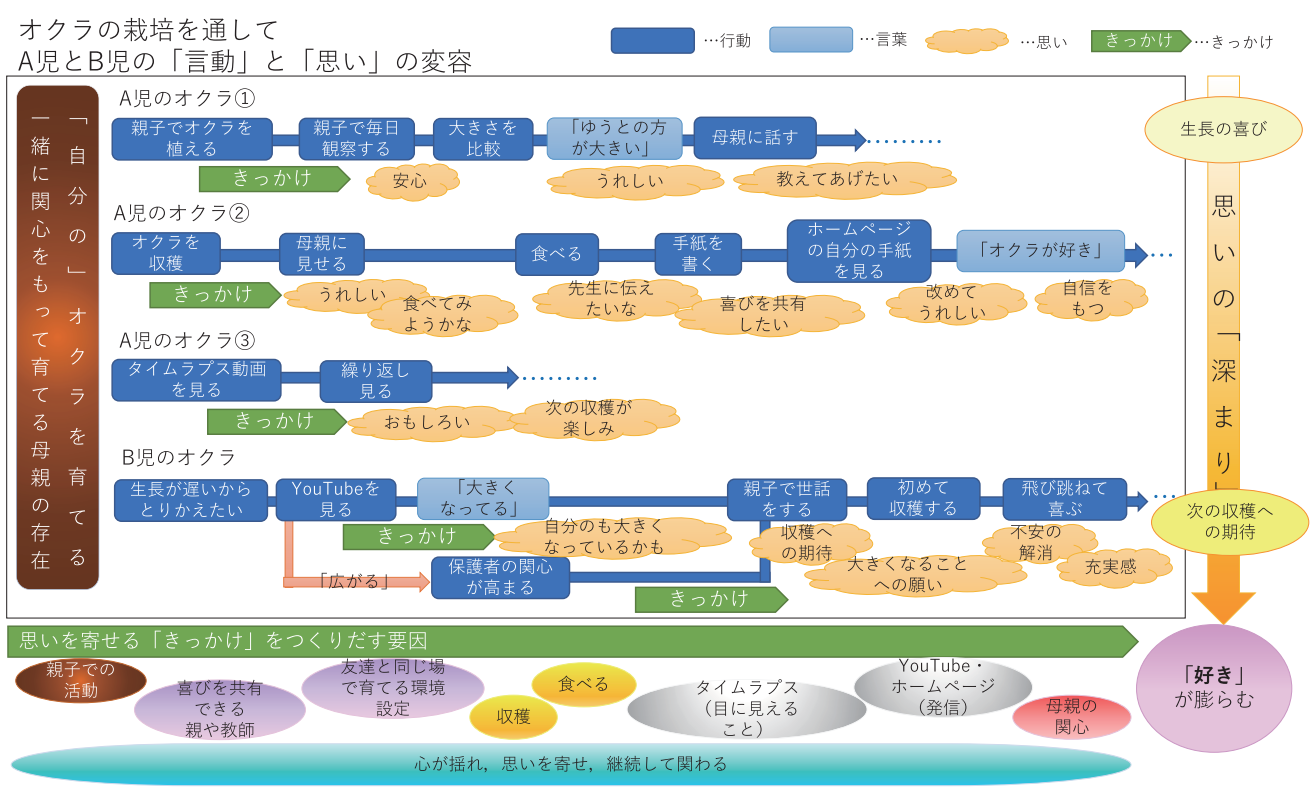 オクラの栽培を通して
A児とB児の「言動」と「思い」の変容
…行動
…言葉
…思い
きっかけ
…きっかけ
「自分の」オクラを育てる
一緒に関心をもって育てる母親の存在
A児のオクラ①
親子でオクラを
植える
親子で毎日
観察する
大きさを
比較
「ゆうとの方
が大きい」
母親に話す
………
きっかけ
安心
うれしい
教えてあげたい
A児のオクラ②
オクラを
収穫
母親に
見せる
食べる
手紙を
書く
ホームページ
の自分の手紙
を見る
「オクラが好き」
…
きっかけ
うれしい
食べてみ
ようかな
先生に伝え
たいな
喜びを共有
したい
改めて
うれしい
自信を
もつ
A児のオクラ③
タイムラプス動画
を見る
繰り返し
見る
………
きっかけ
おもしろい
次の収穫が
楽しみ
B児のオクラ
生長が遅いから
とりかえたい
YouTubeを
見る
「大きく
なってる」
親子で世話
をする
初めて
収穫する
飛び跳ねて
喜ぶ
…
きっかけ
自分のも大きく
なっているかも
収穫へ
の期待
大きくなること
への願い
不安の
解消
充実感
「広がる」
保護者の関心
が高まる
きっかけ
生長の喜び
思いの「深まり」
次の収穫へ
の期待
「好き」
が膨らむ
思いを寄せる「きっかけ」をつくりだす要因
親子での
活動
喜びを共有
できる
親や教師
友達と同じ場
で育てる環境
設定
収穫
食べる
タイムラプス
（目に見える
こと）
YouTube・
ホームページ
（発信）
母親の
関心
心が揺れ，思いを寄せ，継続して関わる